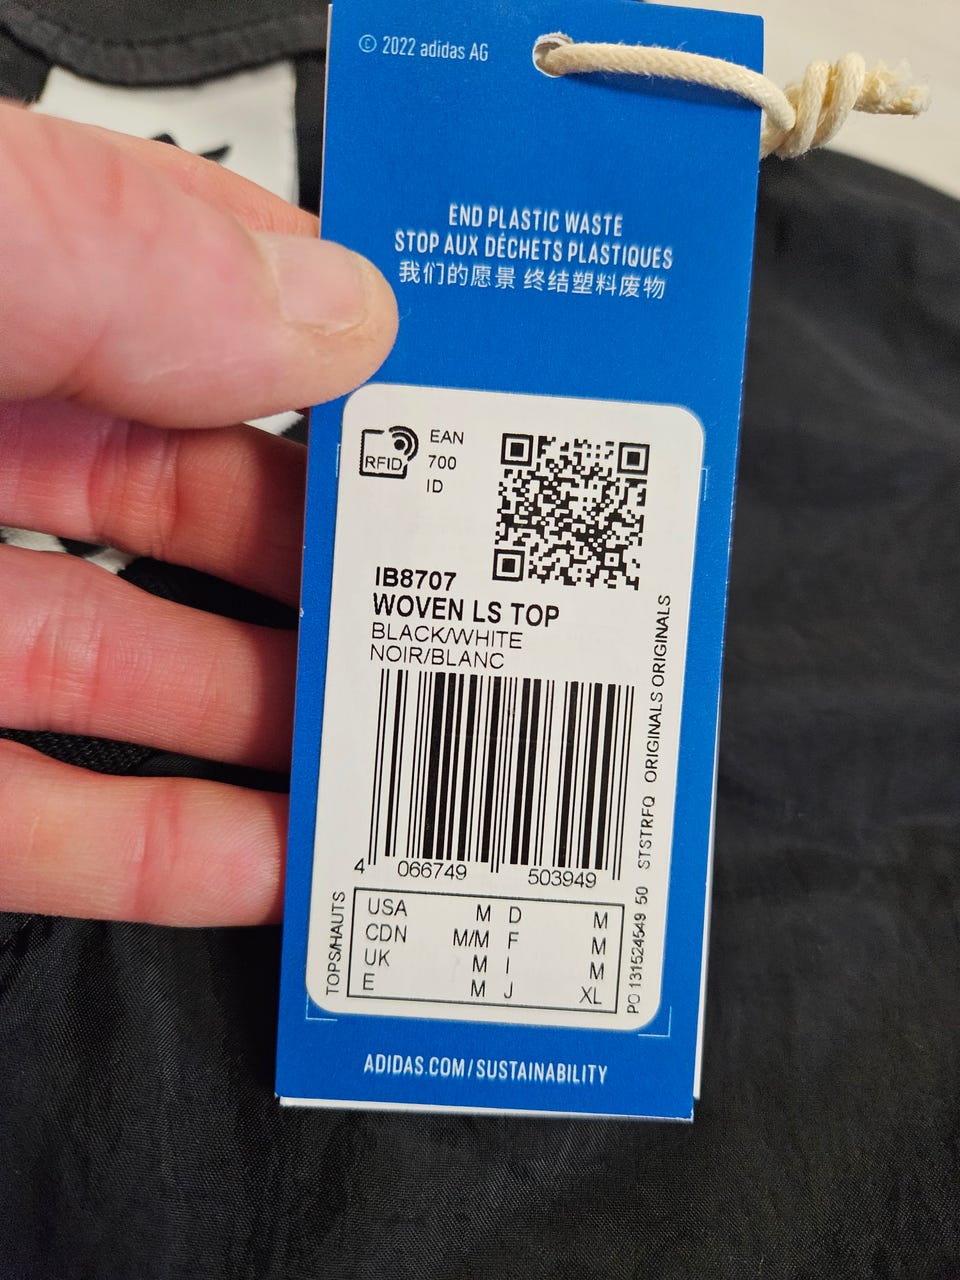 © 2022 adidas AG
END PLASTIC WASTE
STOP AUX DÉCHETS PLASTIQUES
我们的愿景 终结塑料废物
RFID
EAN
700
ID
IB8707
WOVEN LS TOP
BLACK/WHITE
NOIR/BLANC
4 066749 503949
TOPS/HAUTS
USA M D M
CDN M/M F M
UK M I M
E M J XL
PO 131524549 50 STSTRFQ ORIGINALS ORIGINALS
ADIDAS.COM/SUSTAINABILITY